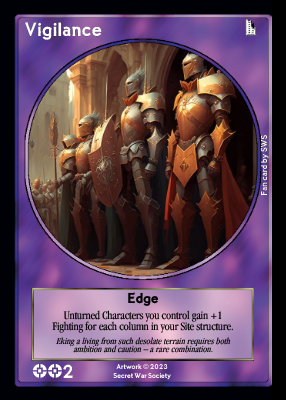 Vigilance
Fan card by SWS
Edge
Unturned Characters you control gain +1
Fighting for each column in your Site structure.
Eking a living from such desolate terrain requires both
ambition and caution – a rare combination.
2
Artwork © 2023
Secret War Society